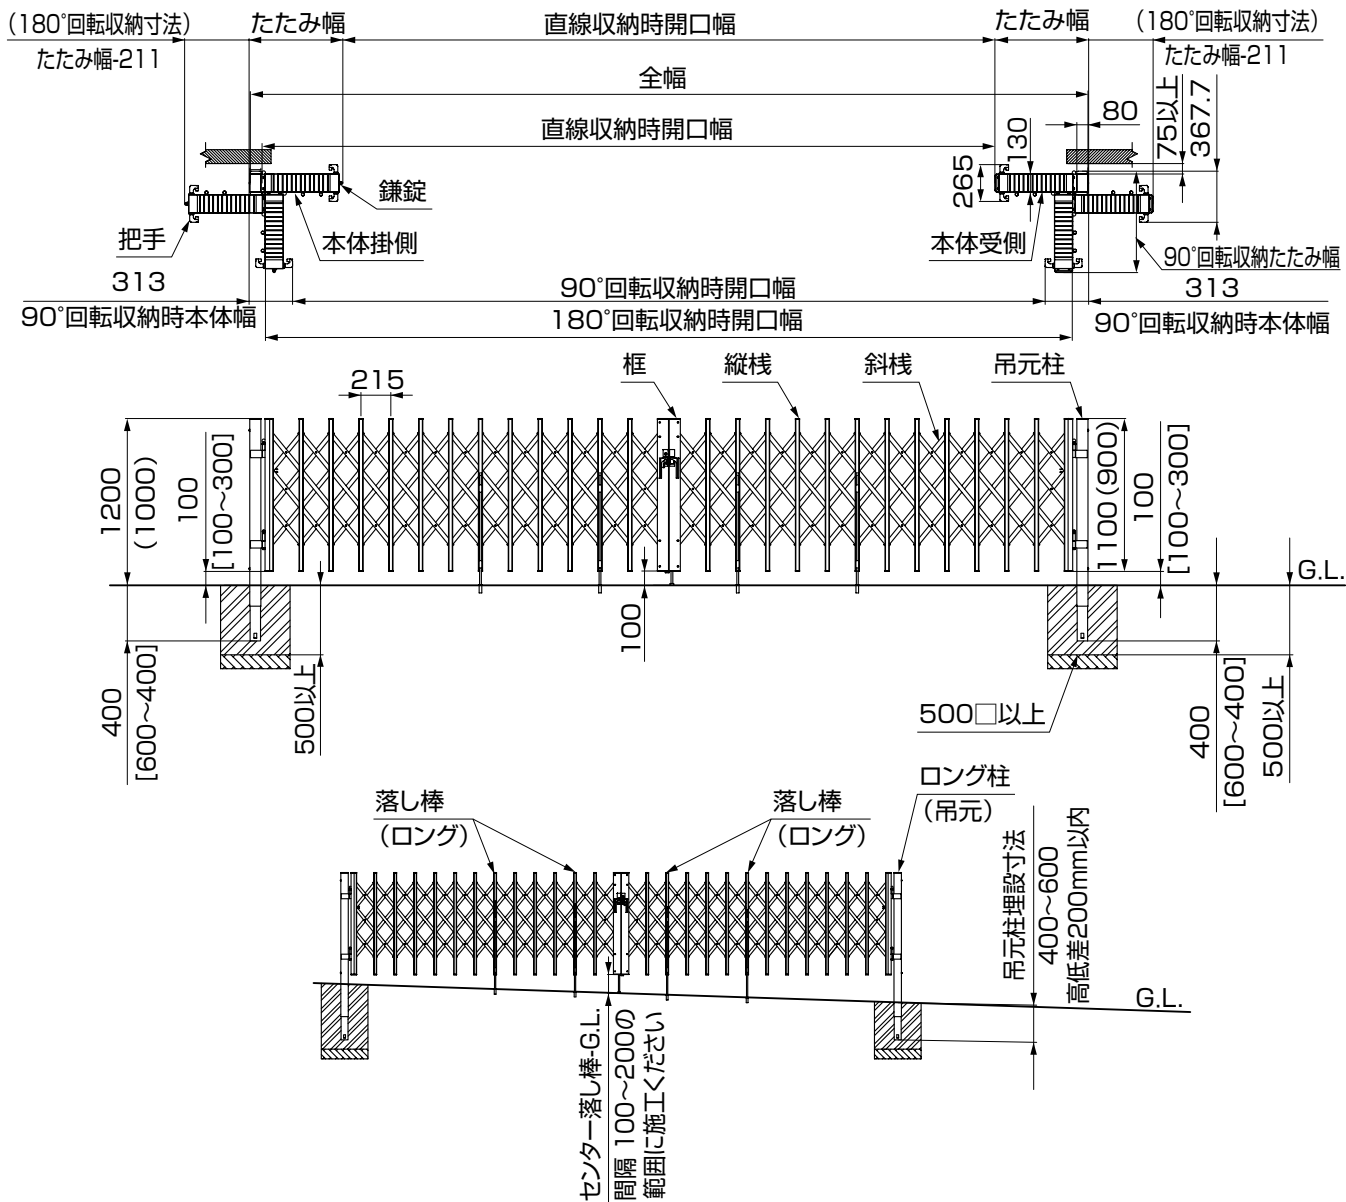 (180°回転収納寸法)
たたみ幅
直線収納時開口幅
たたみ幅
(180°回転収納寸法)
たたみ幅-211
たたみ幅-211
全幅
75以上
367.7
80
直線収納時開口幅
130
265
鎌錠
把手
本体掛側
本体受側
90°回転収納たたみ幅
313
90°回転収納時開口幅
313
90°回転収納時本体幅
180°回転収納時開口幅
90°回転収納時本体幅
215
框
縦桟
斜桟
吊元柱
1200
(1000)
100
[100~300]
1100(900)
100
[100~300]
G.L.
100
400
[600~400]
500以上
500□以上
400
[600~400]
500以上
落し棒
(ロング)
落し棒
(ロング)
ロング柱
(吊元)
吊元柱埋設寸法
400~600
高低差200mm以内
G.L.
センター落し棒-G.L.
間隔 100~200の
範囲に施工ください